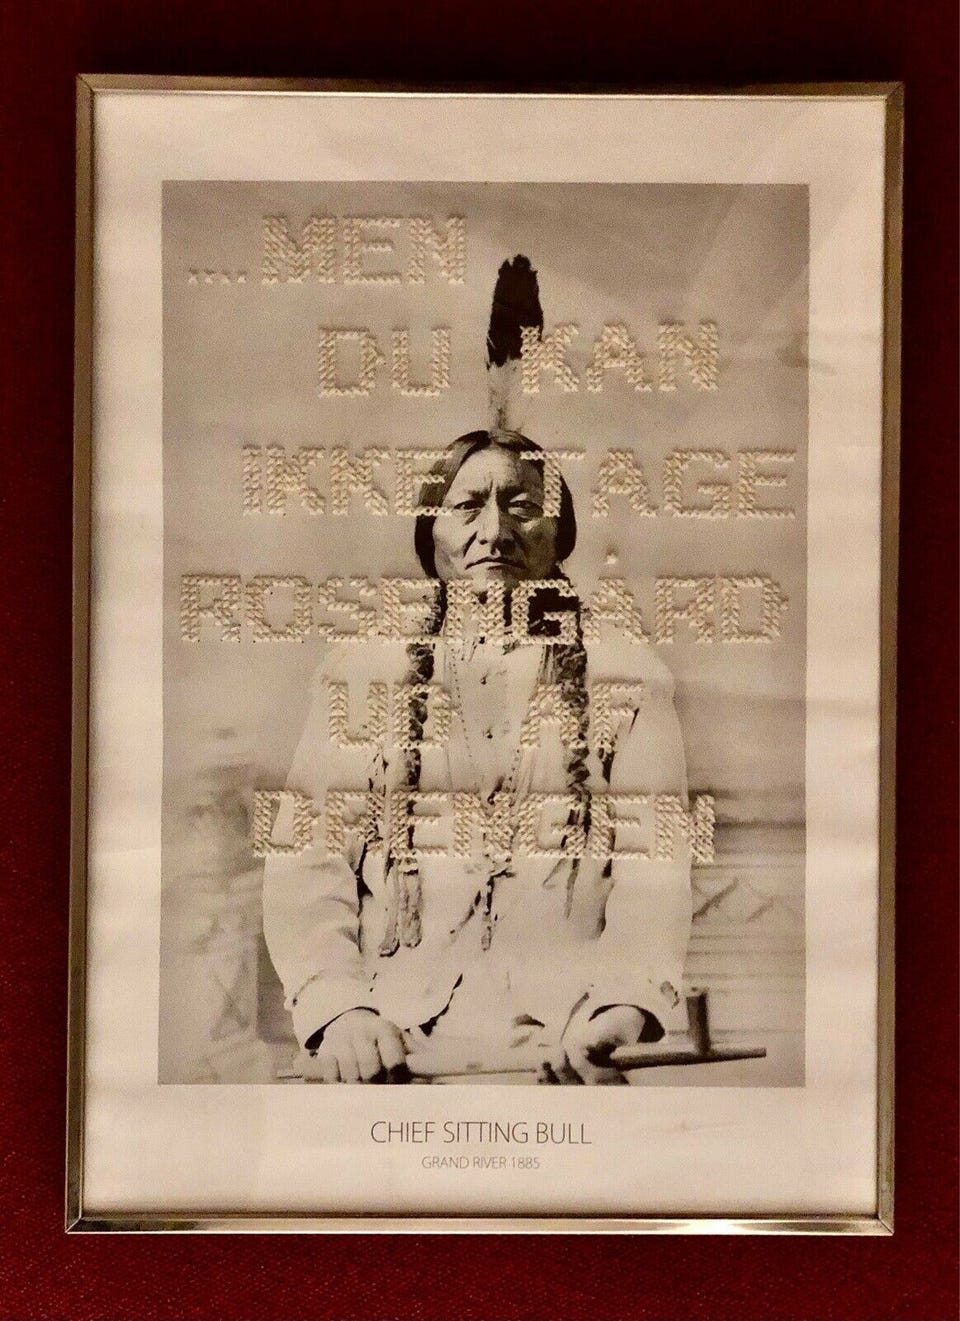 ....MEN
DU KAN
IKKE TAGE
ROSENGÅRD
UD AF
DRENGEN
CHIEF SITTING BULL
GRAND RIVER 1885